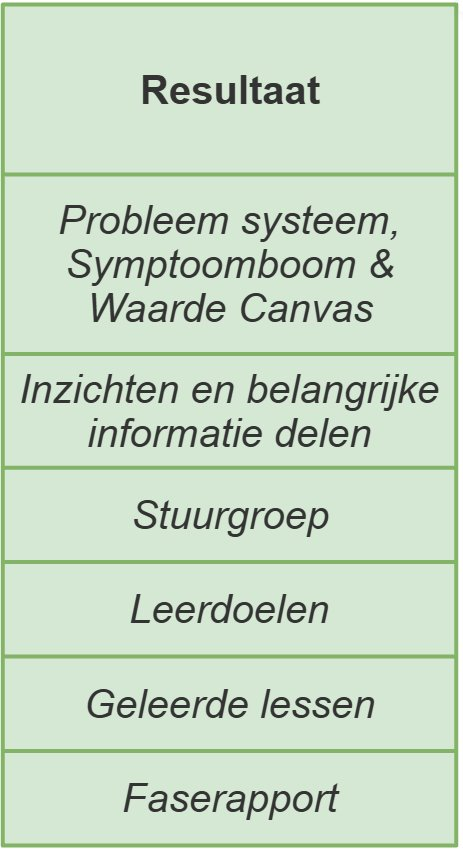 Resultaat
Probleem systeem,
Symptoomboom &
Waarde Canvas
Inzichten en belangrijke
informatie delen
Stuurgroep
Leerdoelen
Geleerde lessen
Faserapport